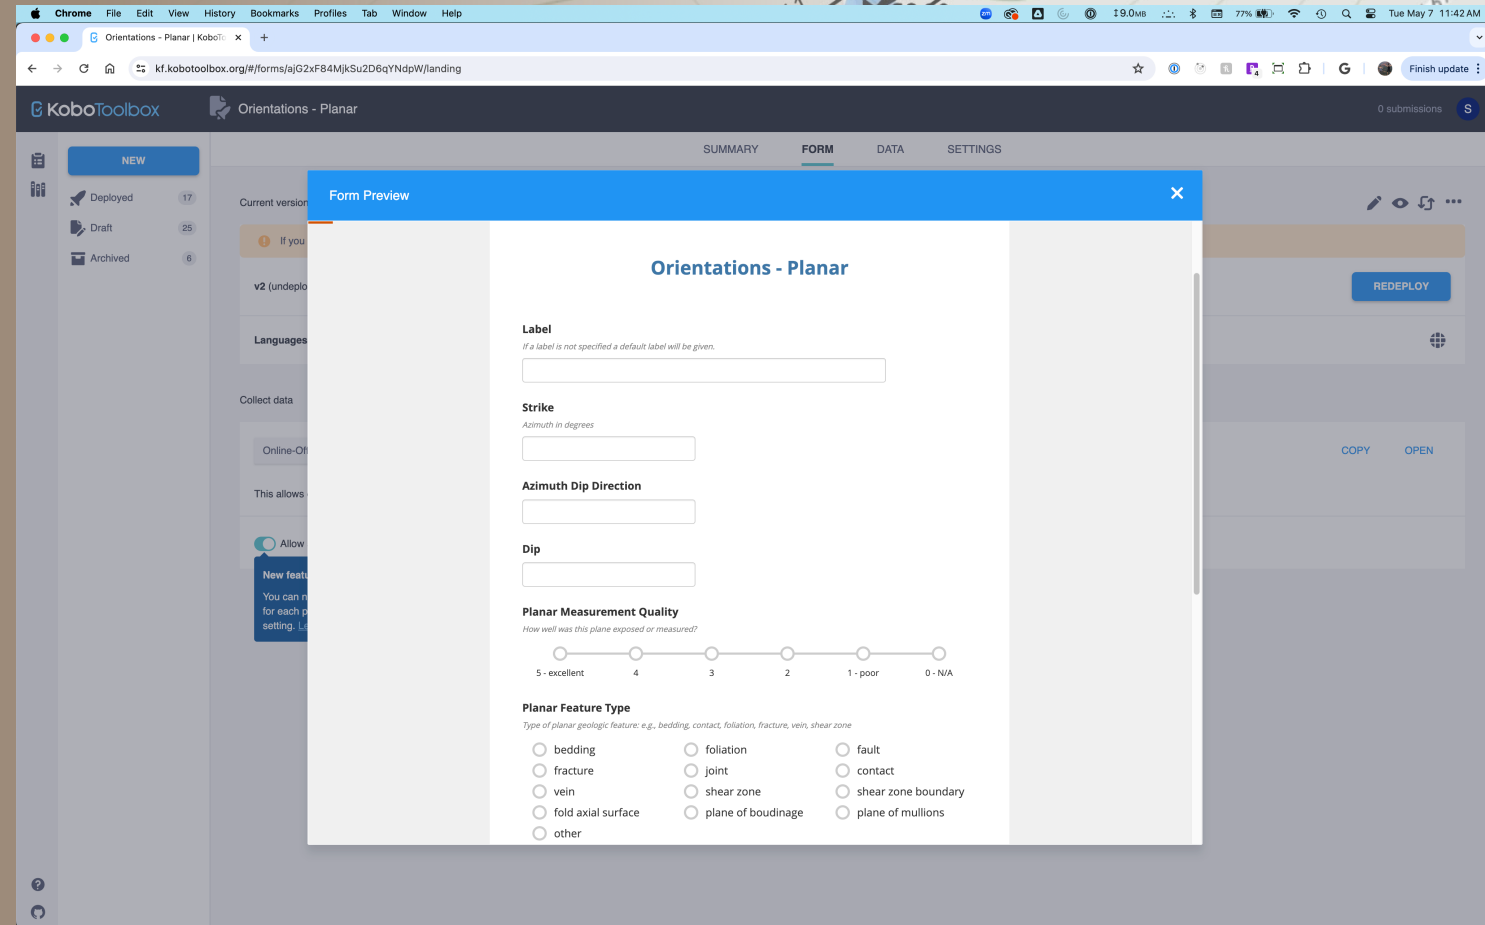 Chrome File Edit View History Bookmarks Profiles Tab Window Help 19.0MB 77% Tue May 7 11:42 AM
Orientations - Planar | KoboTo
kf.kobotoolbox.org/#/forms/ajG2xF84MjkSu2D6qYNdpW/landing
Finish update
KoboToolbox Orientations - Planar 0 submissions S
NEW
SUMMARY FORM DATA SETTINGS
Deployed 17
Draft 25
Archived 6
Current version
Form Preview
If you
v2 (undeplo
REDEPLOY
Languages
Collect data
Online-Off
COPY OPEN
This allows
Allow
New featu
You can n
for each p
setting. Le
Orientations - Planar
Label
If a label is not specified a default label will be given.
Strike
Azimuth in degrees
Azimuth Dip Direction
Dip
Planar Measurement Quality
How well was this plane exposed or measured?
5 - excellent 4 3 2 1 - poor 0 - N/A
Planar Feature Type
Type of planar geologic feature: e.g., bedding, contact, foliation, fracture, vein, shear zone
bedding foliation fault
fracture joint contact
vein shear zone shear zone boundary
fold axial surface plane of boudinage plane of mullions
other